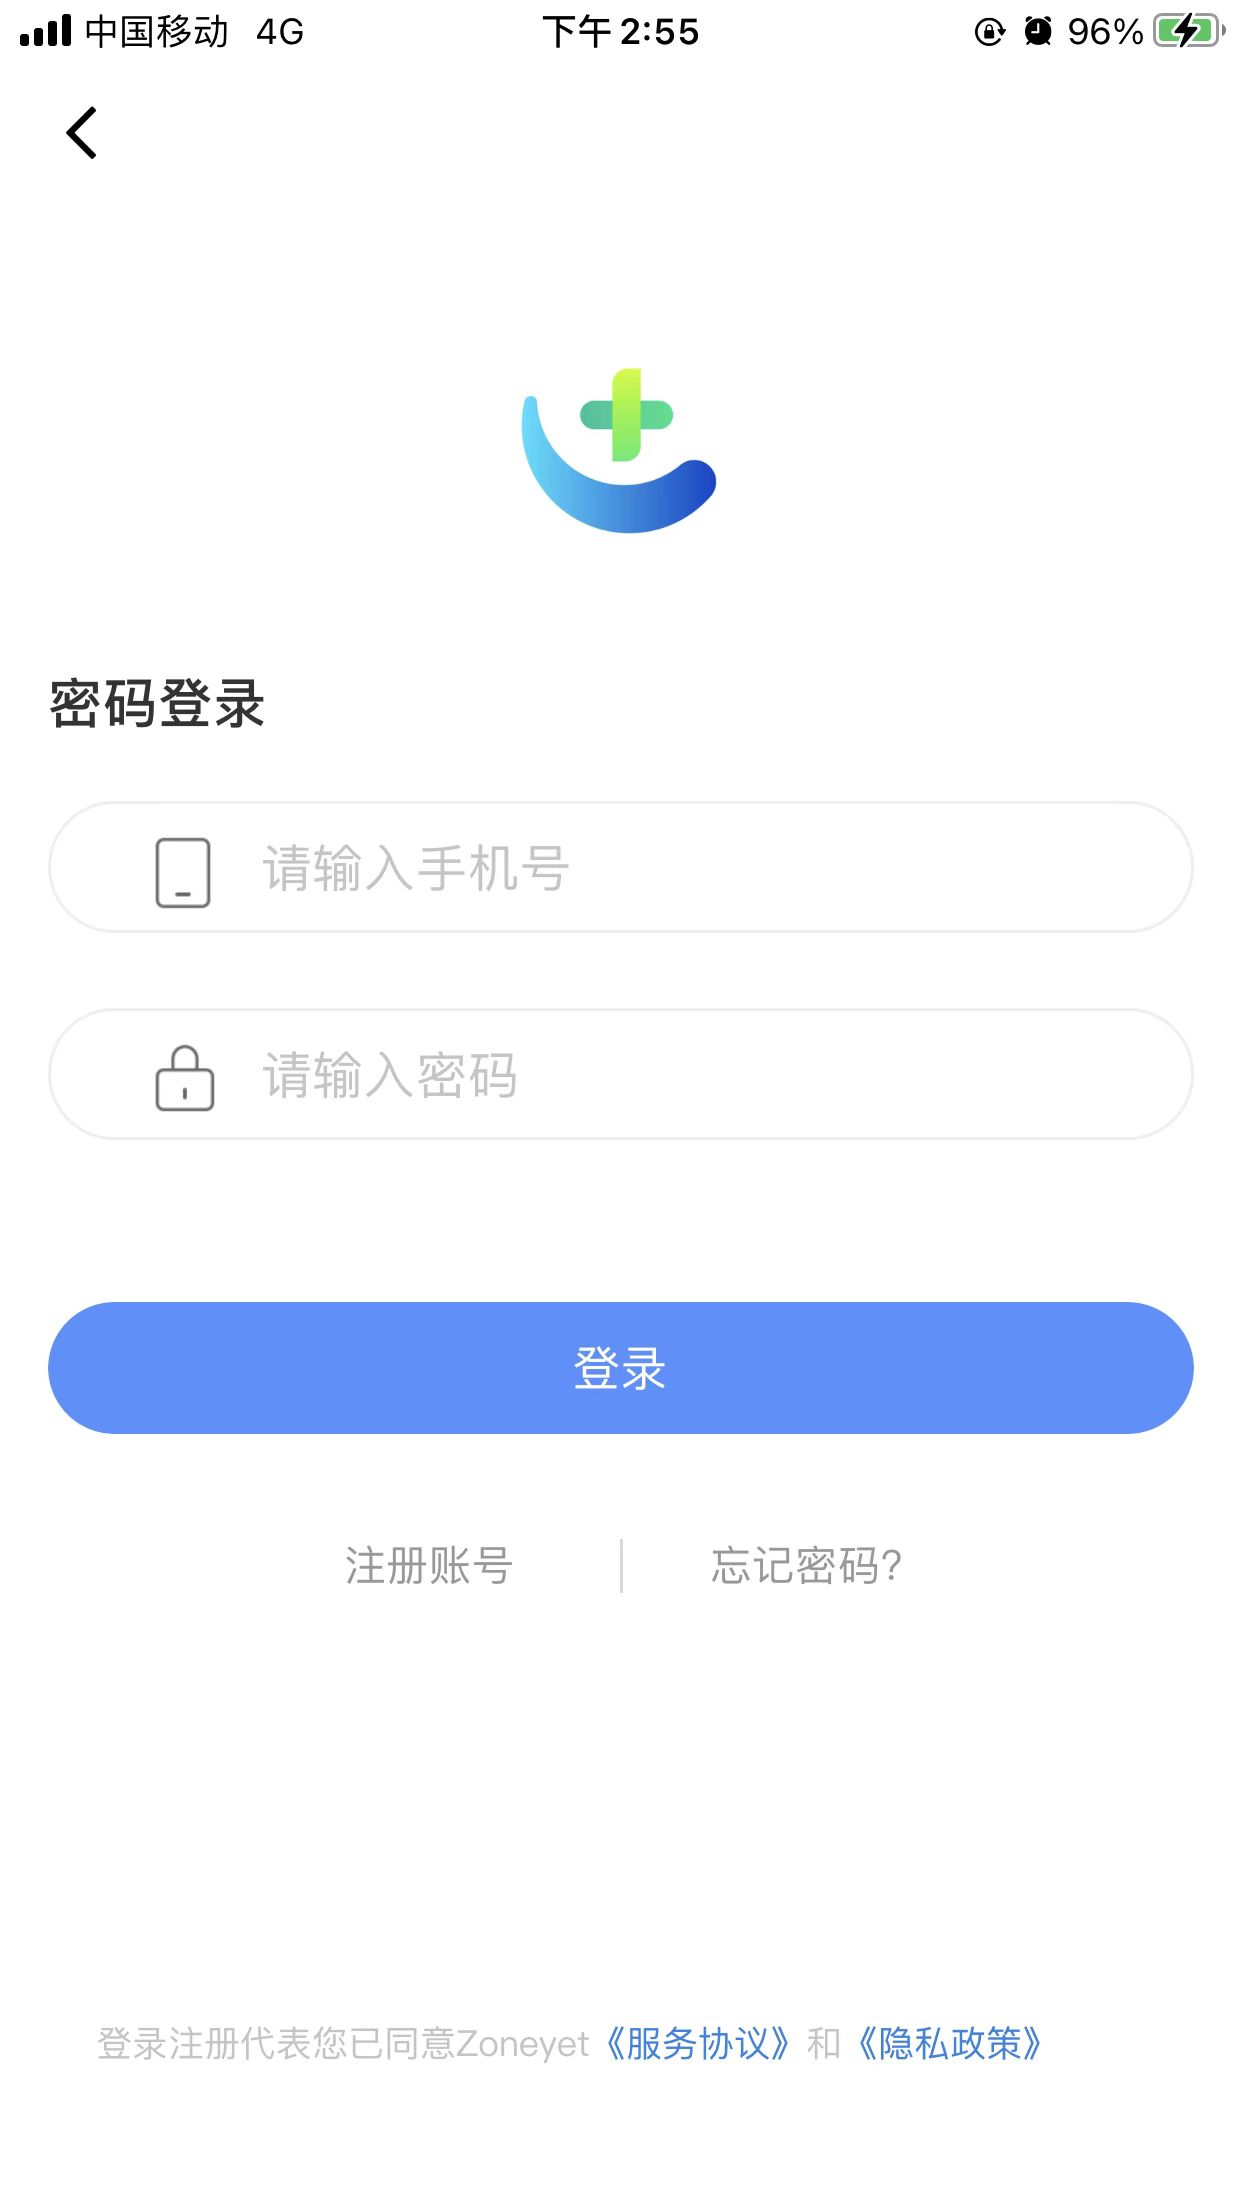 中国移动 4G 下午 2:55 96%
密码登录
请输入手机号
请输入密码
登录
注册账号 忘记密码?
登录注册代表您已同意Zoneyet《服务协议》和《隐私政策》